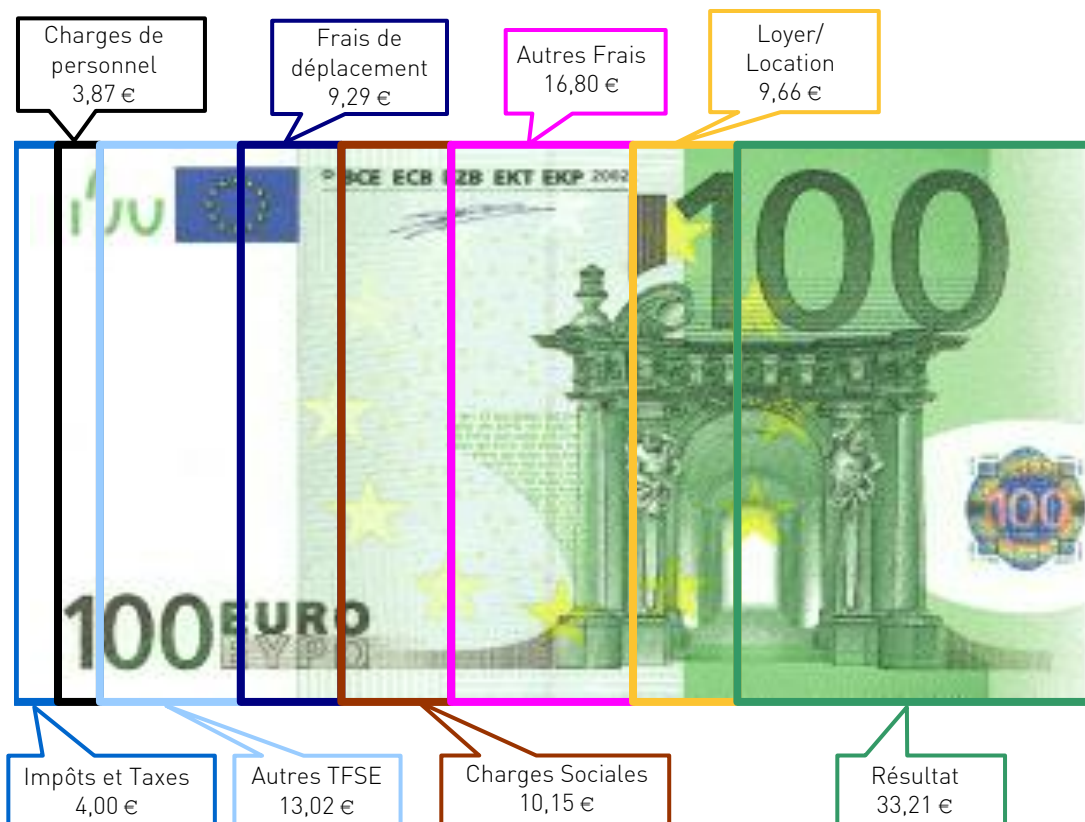 Charges de
personnel
3,87 €
Frais de
déplacement
9,29 €
Autres Frais
16,80 €
Loyer/
Location
9,66 €
BCE ECB EZB EKT EKP 2002
100
100
100 EURO
ΕΥΡΩ
Impôts et Taxes
4,00 €
Autres TFSE
13,02 €
Charges Sociales
10,15 €
Résultat
33,21 €